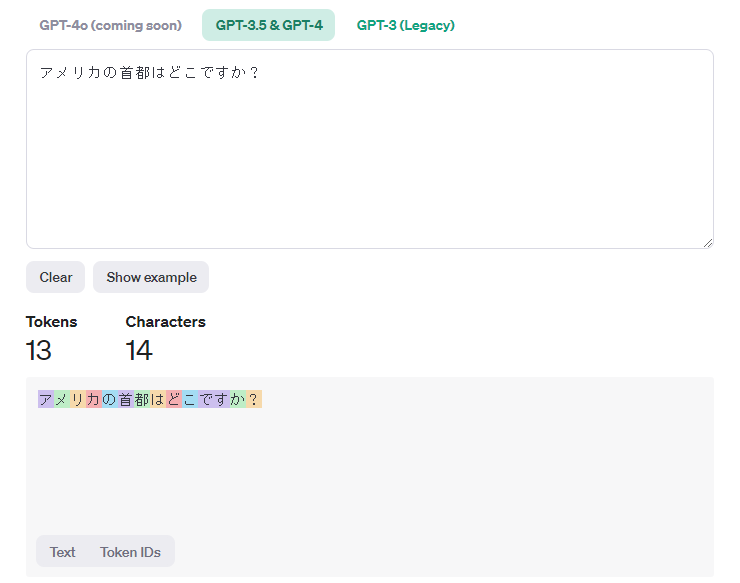 GPT-4o (coming soon) GPT-3.5 & GPT-4 GPT-3 (Legacy)
アメリカの首都はどこですか？
Clear Show example
Tokens Characters
13 14
アメリカの首都はどこですか？
Text Token IDs